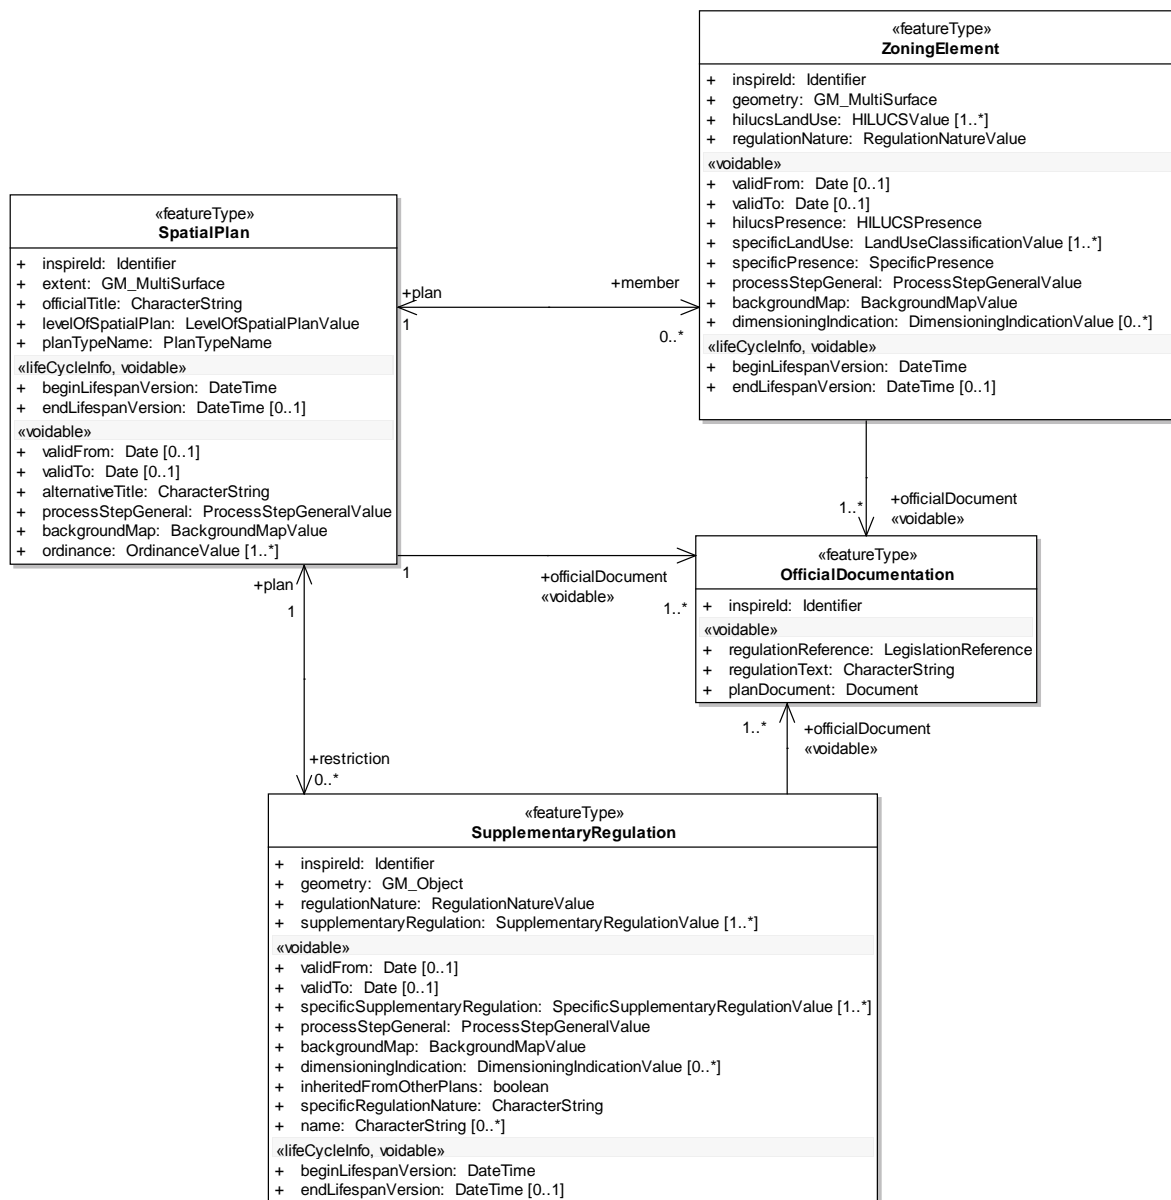 «featureType»
ZoningElement
+ inspireId: Identifier
+ geometry: GM_MultiSurface
+ hilucsLandUse: HILUCSValue [1..*]
+ regulationNature: RegulationNatureValue
«voidable»
+ validFrom: Date [0..1]
+ validTo: Date [0..1]
+ hilucsPresence: HILUCSPresence
+ specificLandUse: LandUseClassificationValue [1..*]
+ specificPresence: SpecificPresence
+ processStepGeneral: ProcessStepGeneralValue
+ backgroundMap: BackgroundMapValue
+ dimensioningIndication: DimensioningIndicationValue [0..*]
«lifeCycleInfo, voidable»
+ beginLifespanVersion: DateTime
+ endLifespanVersion: DateTime [0..1]
«featureType»
SpatialPlan
+ inspireId: Identifier
+ extent: GM_MultiSurface
+ officialTitle: CharacterString
+ levelOfSpatialPlan: LevelOfSpatialPlanValue
+ planTypeName: PlanTypeName
«lifeCycleInfo, voidable»
+ beginLifespanVersion: DateTime
+ endLifespanVersion: DateTime [0..1]
«voidable»
+ validFrom: Date [0..1]
+ validTo: Date [0..1]
+ alternativeTitle: CharacterString
+ processStepGeneral: ProcessStepGeneralValue
+ backgroundMap: BackgroundMapValue
+ ordinance: OrdinanceValue [1..*]
+plan
1
+member
0..*
1..*
+officialDocument
«voidable»
1
+officialDocument
«voidable»
1..*
«featureType»
OfficialDocumentation
+ inspireId: Identifier
«voidable»
+ regulationReference: LegislationReference
+ regulationText: CharacterString
+ planDocument: Document
+plan
1
+restriction
0..*
1..*
+officialDocument
«voidable»
«featureType»
SupplementaryRegulation
+ inspireId: Identifier
+ geometry: GM_Object
+ regulationNature: RegulationNatureValue
+ supplementaryRegulation: SupplementaryRegulationValue [1..*]
«voidable»
+ validFrom: Date [0..1]
+ validTo: Date [0..1]
+ specificSupplementaryRegulation: SpecificSupplementaryRegulationValue [1..*]
+ processStepGeneral: ProcessStepGeneralValue
+ backgroundMap: BackgroundMapValue
+ dimensioningIndication: DimensioningIndicationValue [0..*]
+ inheritedFromOtherPlans: boolean
+ specificRegulationNature: CharacterString
+ name: CharacterString [0..*]
«lifeCycleInfo, voidable»
+ beginLifespanVersion: DateTime
+ endLifespanVersion: DateTime [0..1]